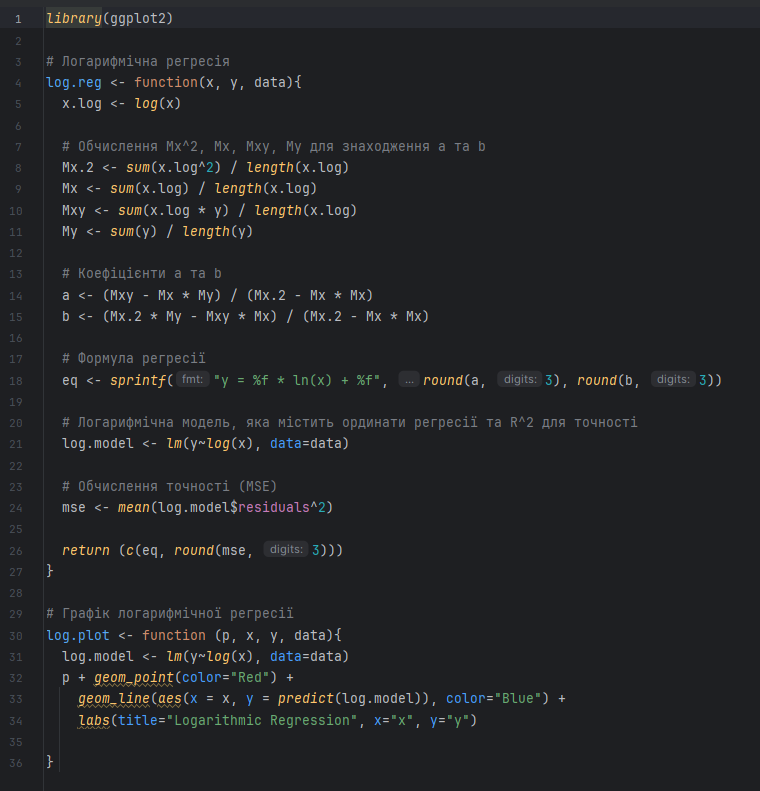 1 library(ggplot2)
2
3 # Логарифмічна регресія
4 log.reg <- function(x, y, data){
5 x.log <- log(x)
6
7 # Обчислення Mx^2, Mx, Mxy, My для знаходження a та b
8 Mx.2 <- sum(x.log^2) / length(x.log)
9 Mx <- sum(x.log) / length(x.log)
10 Mxy <- sum(x.log * y) / length(x.log)
11 My <- sum(y) / length(y)
12
13 # Коефіцієнти a та b
14 a <- (Mxy - Mx * My) / (Mx.2 - Mx * Mx)
15 b <- (Mx.2 * My - Mxy * Mx) / (Mx.2 - Mx * Mx)
16
17 # Формула регресії
18 eq <- sprintf( fmt: "y = %f * ln(x) + %f", ... round(a, digits: 3), round(b, digits: 3))
19
20 # Логарифмічна модель, яка містить ординати регресії та R^2 для точності
21 log.model <- lm(y~log(x), data=data)
22
23 # Обчислення точності (MSE)
24 mse <- mean(log.model$residuals^2)
25
26 return (c(eq, round(mse, digits: 3)))
27 }
28
29 # Графік логарифмічної регресії
30 log.plot <- function (p, x, y, data){
31 log.model <- lm(y~log(x), data=data)
32 p + geom_point(color="Red") +
33 geom_line(aes(x = x, y = predict(log.model)), color="Blue") +
34 labs(title="Logarithmic Regression", x="x", y="y")
35
36 }